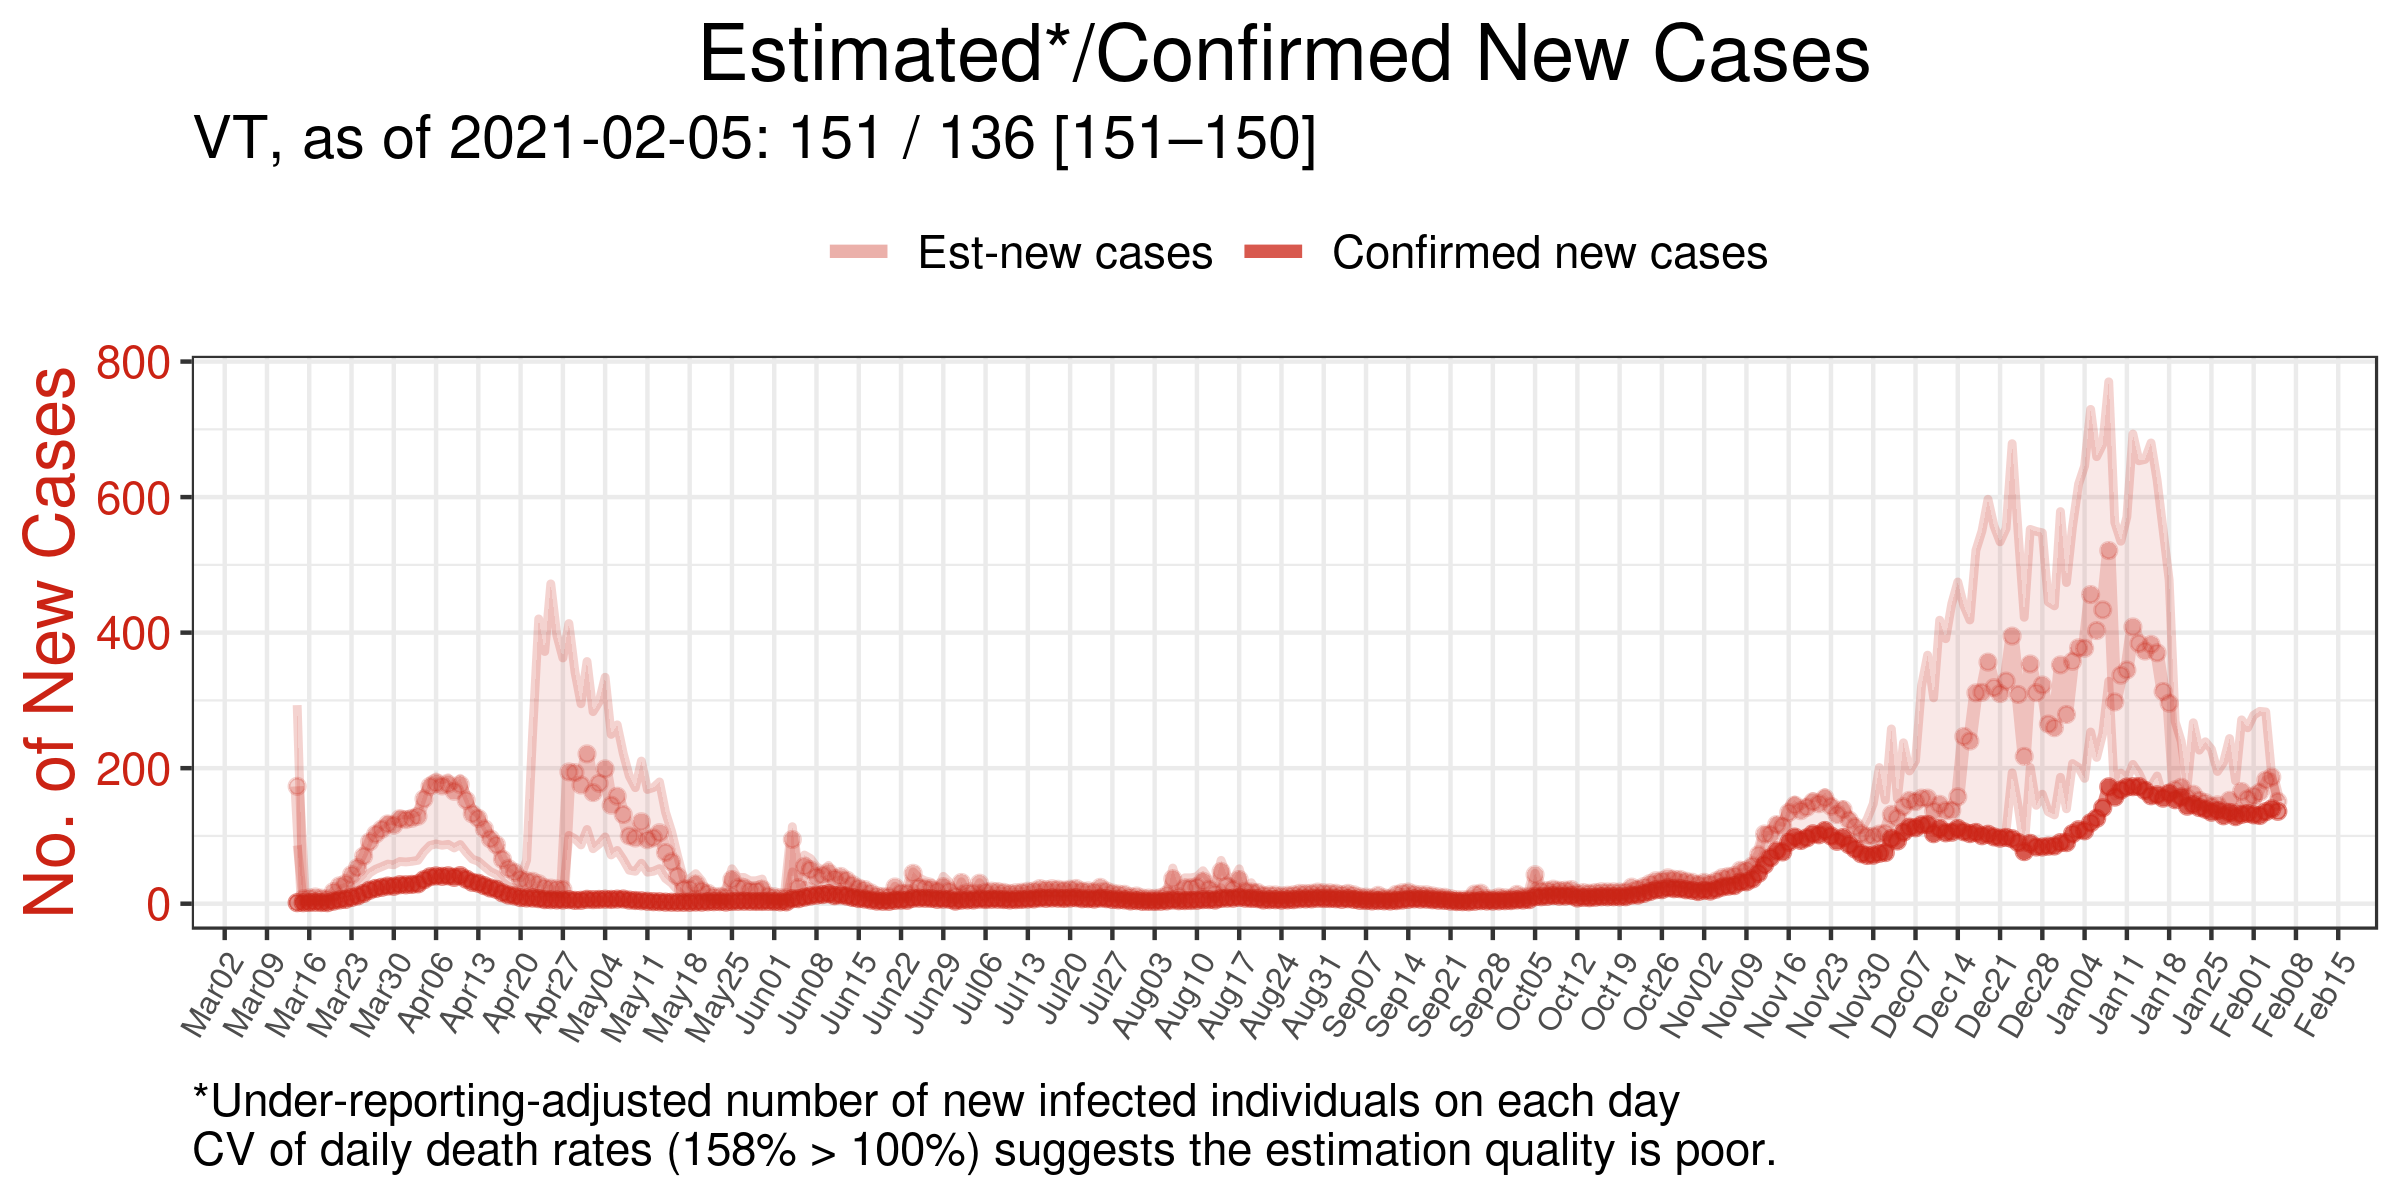 Estimated*/Confirmed New Cases
VT, as of 2021-02-05: 151 / 136 [151–150]
Est-new cases
Confirmed new cases
No. of New Cases
800
600
400
200
0
Mar02
Mar09
Mar16
Mar23
Mar30
Apr06
Apr13
Apr20
Apr27
May04
May11
May18
May25
Jun01
Jun08
Jun15
Jun22
Jun29
Jul06
Jul13
Jul20
Jul27
Aug03
Aug10
Aug17
Aug24
Aug31
Sep07
Sep14
Sep21
Sep28
Oct05
Oct12
Oct19
Oct26
Nov02
Nov09
Nov16
Nov23
Nov30
Dec07
Dec14
Dec21
Dec28
Jan04
Jan11
Jan18
Jan25
Feb01
Feb08
Feb15
*Under-reporting-adjusted number of new infected individuals on each day
CV of daily death rates (158% > 100%) suggests the estimation quality is poor.